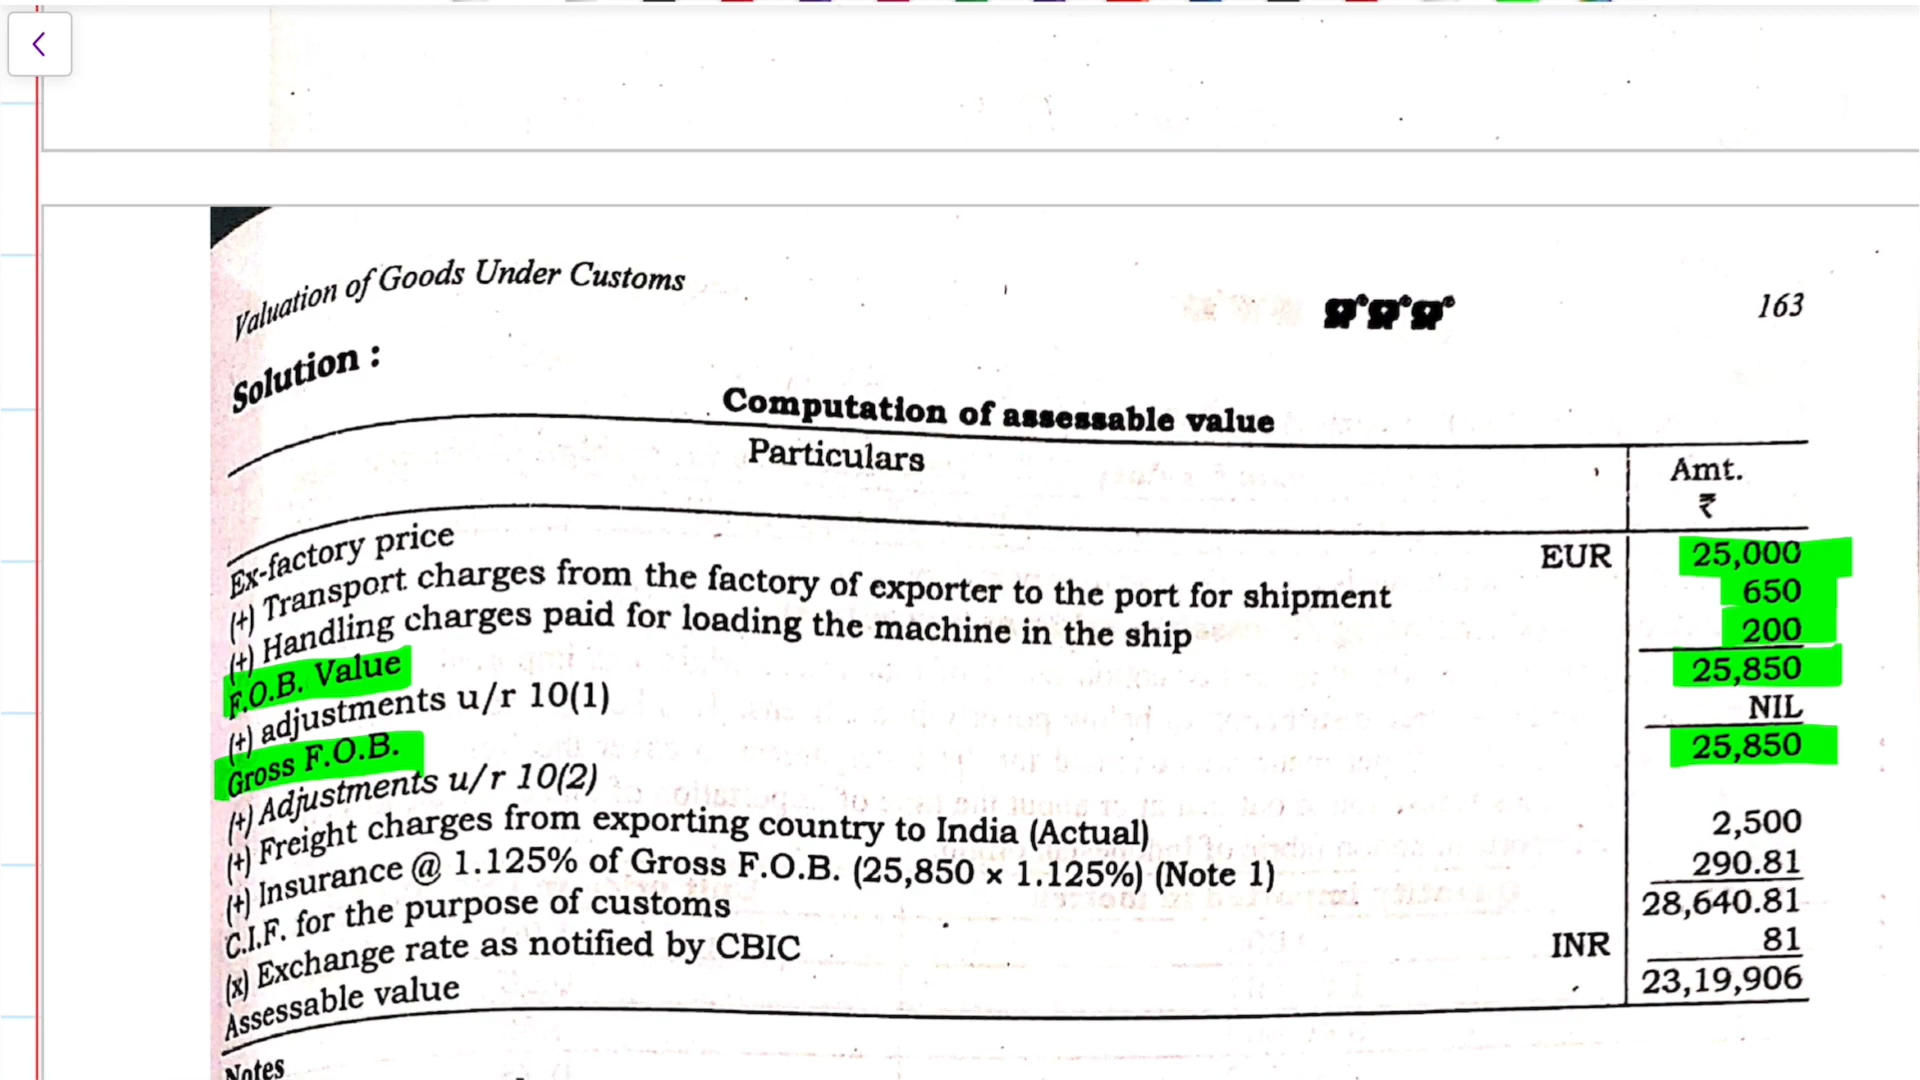 Valuation of Goods Under Customs
163
Solution :
Computation of assessable value
Particulars
Amt.
₹
Ex-factory price EUR 25,000
(+) Transport charges from the factory of exporter to the port for shipment 650
(+) Handling charges paid for loading the machine in the ship 200
F.O.B. Value 25,850
(+) adjustments u/r 10(1) NIL
Gross F.O.B. 25,850
(+) Adjustments u/r 10(2)
(+) Freight charges from exporting country to India (Actual) 2,500
(+) Insurance @ 1.125% of Gross F.O.B. (25,850 × 1.125%) (Note 1) 290.81
C.I.F. for the purpose of customs 28,640.81
(x) Exchange rate as notified by CBIC INR 81
Assessable value 23,19,906
Notes